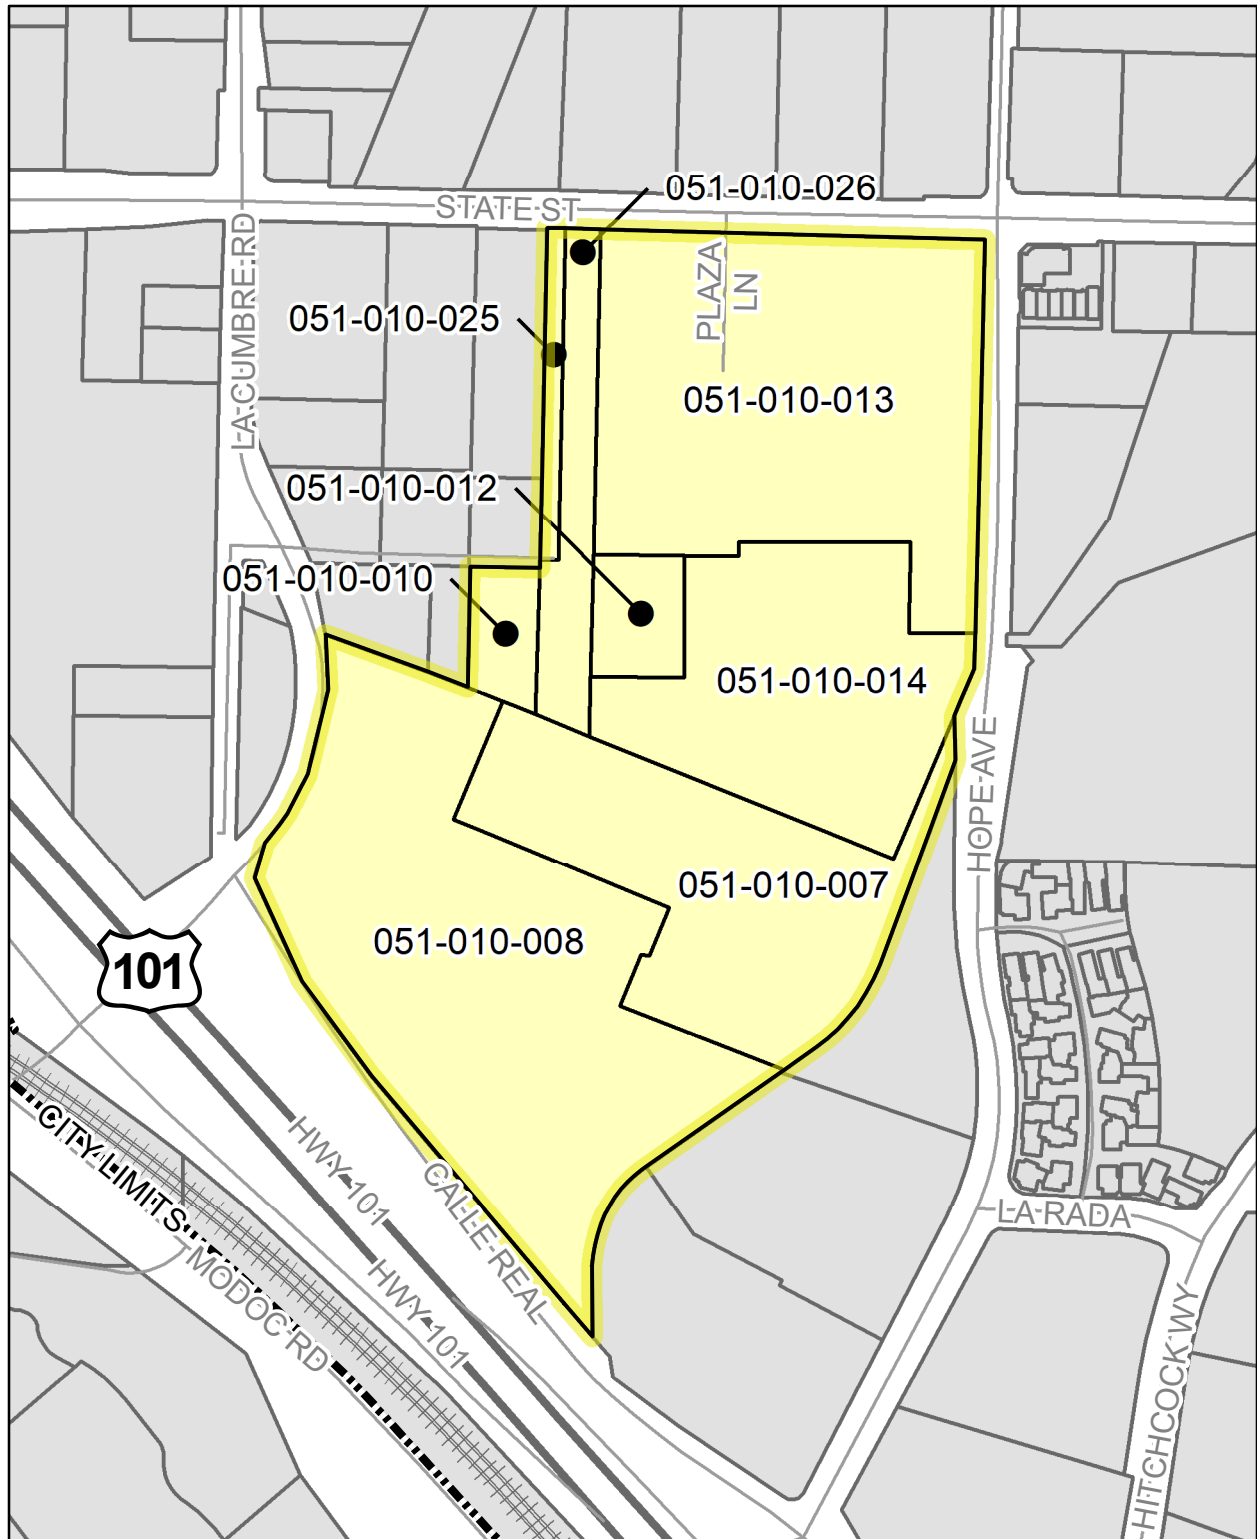 051-010-026
STATE ST
LA CUMBRE RD
PLAZA
LN
051-010-025
051-010-013
051-010-012
051-010-010
051-010-014
HOPE AVE
051-010-007
051-010-008
101
CITY LIMITS
HWY 101
CALLE REAL
LA RADA
MODOC RD
HWY 101
HITCHCOCK WY